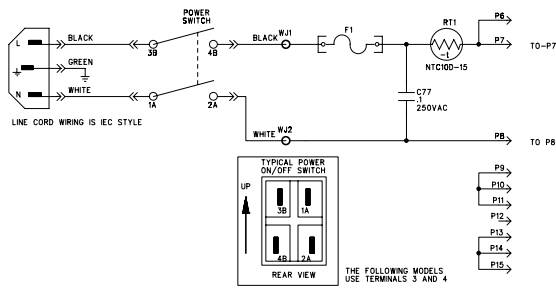 POWER
SWITCH
L
BLACK
3B
4B
BLACK
WJ1
F1
RT1
-t
NTC10D-15
P6
P7
TO-P7
GREEN
N
WHITE
1A
2A
C77
.1
250VAC
LINE CORD WIRING IS IEC STYLE
WHITE
WJ2
P8
TO P8
TYPICAL POWER
ON/OFF SWITCH
UP
3B
1A
4B
2A
REAR VIEW
THE FOLLOWING MODELS
USE TERMINALS 3 AND 4
P9
P10
P11
P12
P13
P14
P15